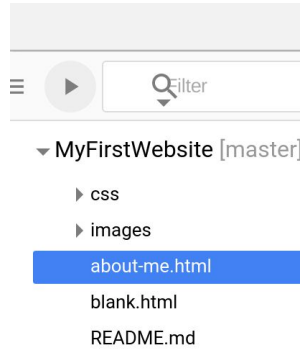 Filter
MyFirstWebsite [master]
css
images
about-me.html
blank.html
README.md